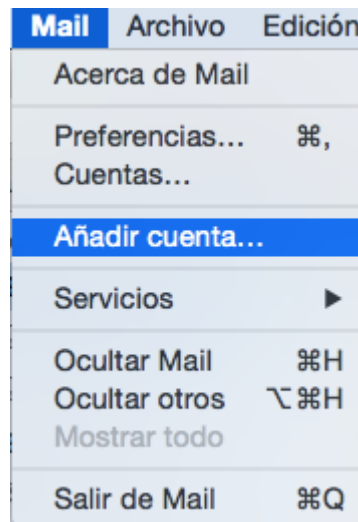 Mail Archivo Edición
Acerca de Mail
Preferencias... ⌘,
Cuentas...
Añadir cuenta...
Servicios ▶
Ocultar Mail ⌘H
Ocultar otros ⌥⌘H
Mostrar todo
Salir de Mail ⌘Q